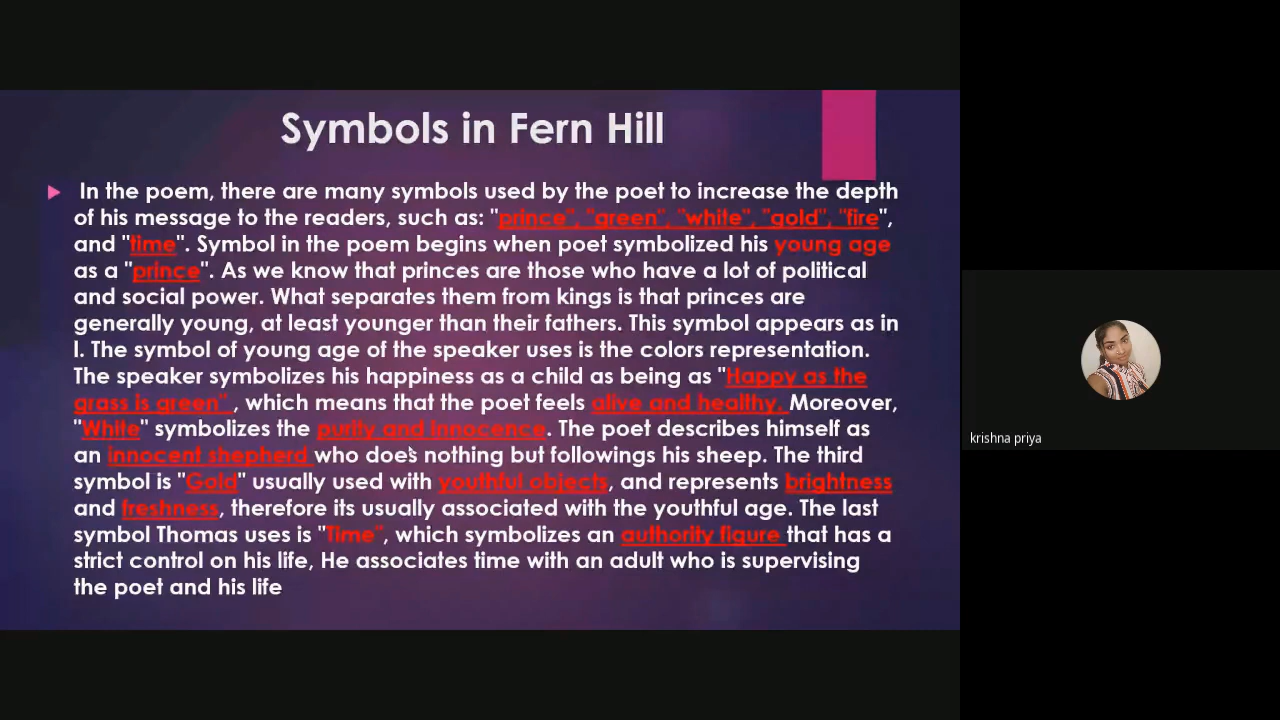 Symbols in Fern Hill
In the poem, there are many symbols used by the poet to increase the depth
of his message to the readers, such as: "prince", "green", "white", "gold", "fire",
and "time". Symbol in the poem begins when poet symbolized his young age
as a "prince". As we know that princes are those who have a lot of political
and social power. What separates them from kings is that princes are
generally young, at least younger than their fathers. This symbol appears as in
I. The symbol of young age of the speaker uses is the colors representation.
The speaker symbolizes his happiness as a child as being as "Happy as the
grass is green" , which means that the poet feels alive and healthy. Moreover,
"White" symbolizes the purity and innocence. The poet describes himself as
an innocent shepherd who does nothing but followings his sheep. The third
symbol is "Gold" usually used with youthful objects, and represents brightness
and freshness, therefore its usually associated with the youthful age. The last
symbol Thomas uses is "Time", which symbolizes an authority figure that has a
strict control on his life, He associates time with an adult who is supervising
the poet and his life
krishna priya